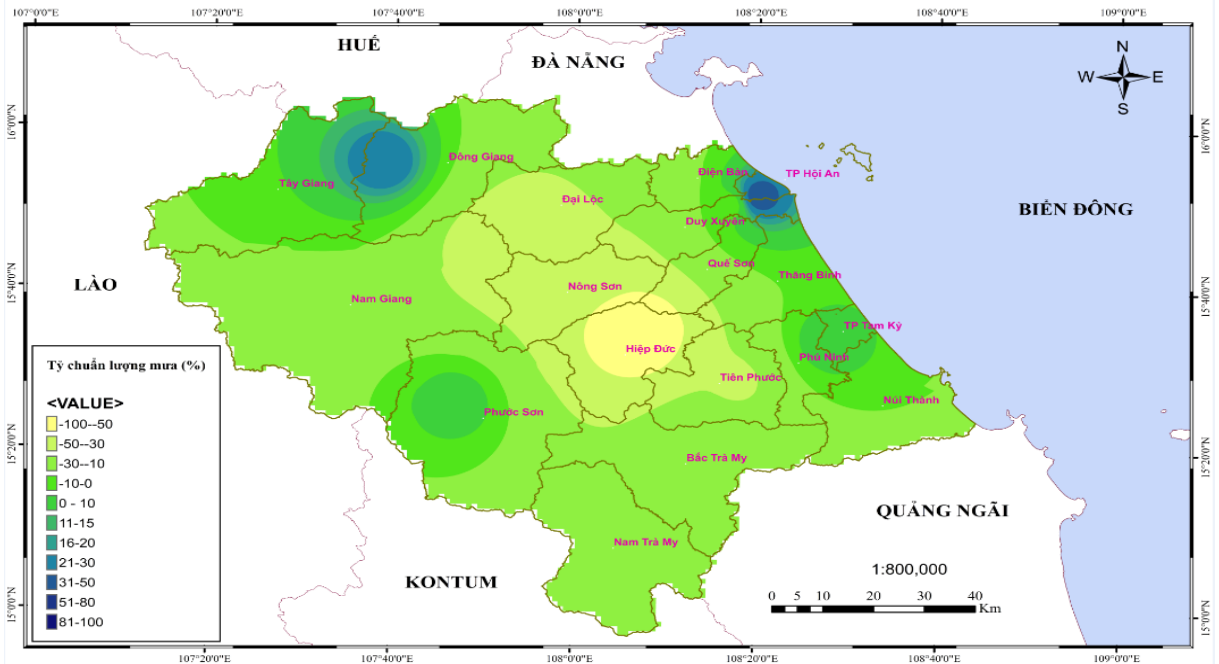 107°0'0"E 107°20'0"E 107°40'0"E 108°0'0"E 108°20'0"E 108°40'0"E 109°0'0"E
HUẾ
ĐÀ NẴNG
N
W E
S
16°0'0"N
16°0'0"N
Đông Giang
Tây Giang
Điện Bàn
TP Hội An
Đại Lộc
BIỂN ĐÔNG
Duy Xuyên
Quế Sơn
Thăng Bình
LÀO
15°40'0"N
15°40'0"N
Nông Sơn
Nam Giang
TP Tam Kỳ
Hiệp Đức
Phú Ninh
Tỷ chuẩn lượng mưa (%)
Tiên Phước
Núi Thành
<VALUE>
Phước Sơn
-100--50
-50--30
-30--10
-10-0
0 - 10
11-15
16-20
21-30
31-50
51-80
81-100
15°20'0"N
15°20'0"N
Bắc Trà My
QUẢNG NGÃI
Nam Trà My
KONTUM
1:800,000
0 5 10 20 30 40
Km
15°0'0"N
15°0'0"N
107°20'0"E 107°40'0"E 108°0'0"E 108°20'0"E 108°40'0"E 109°0'0"E